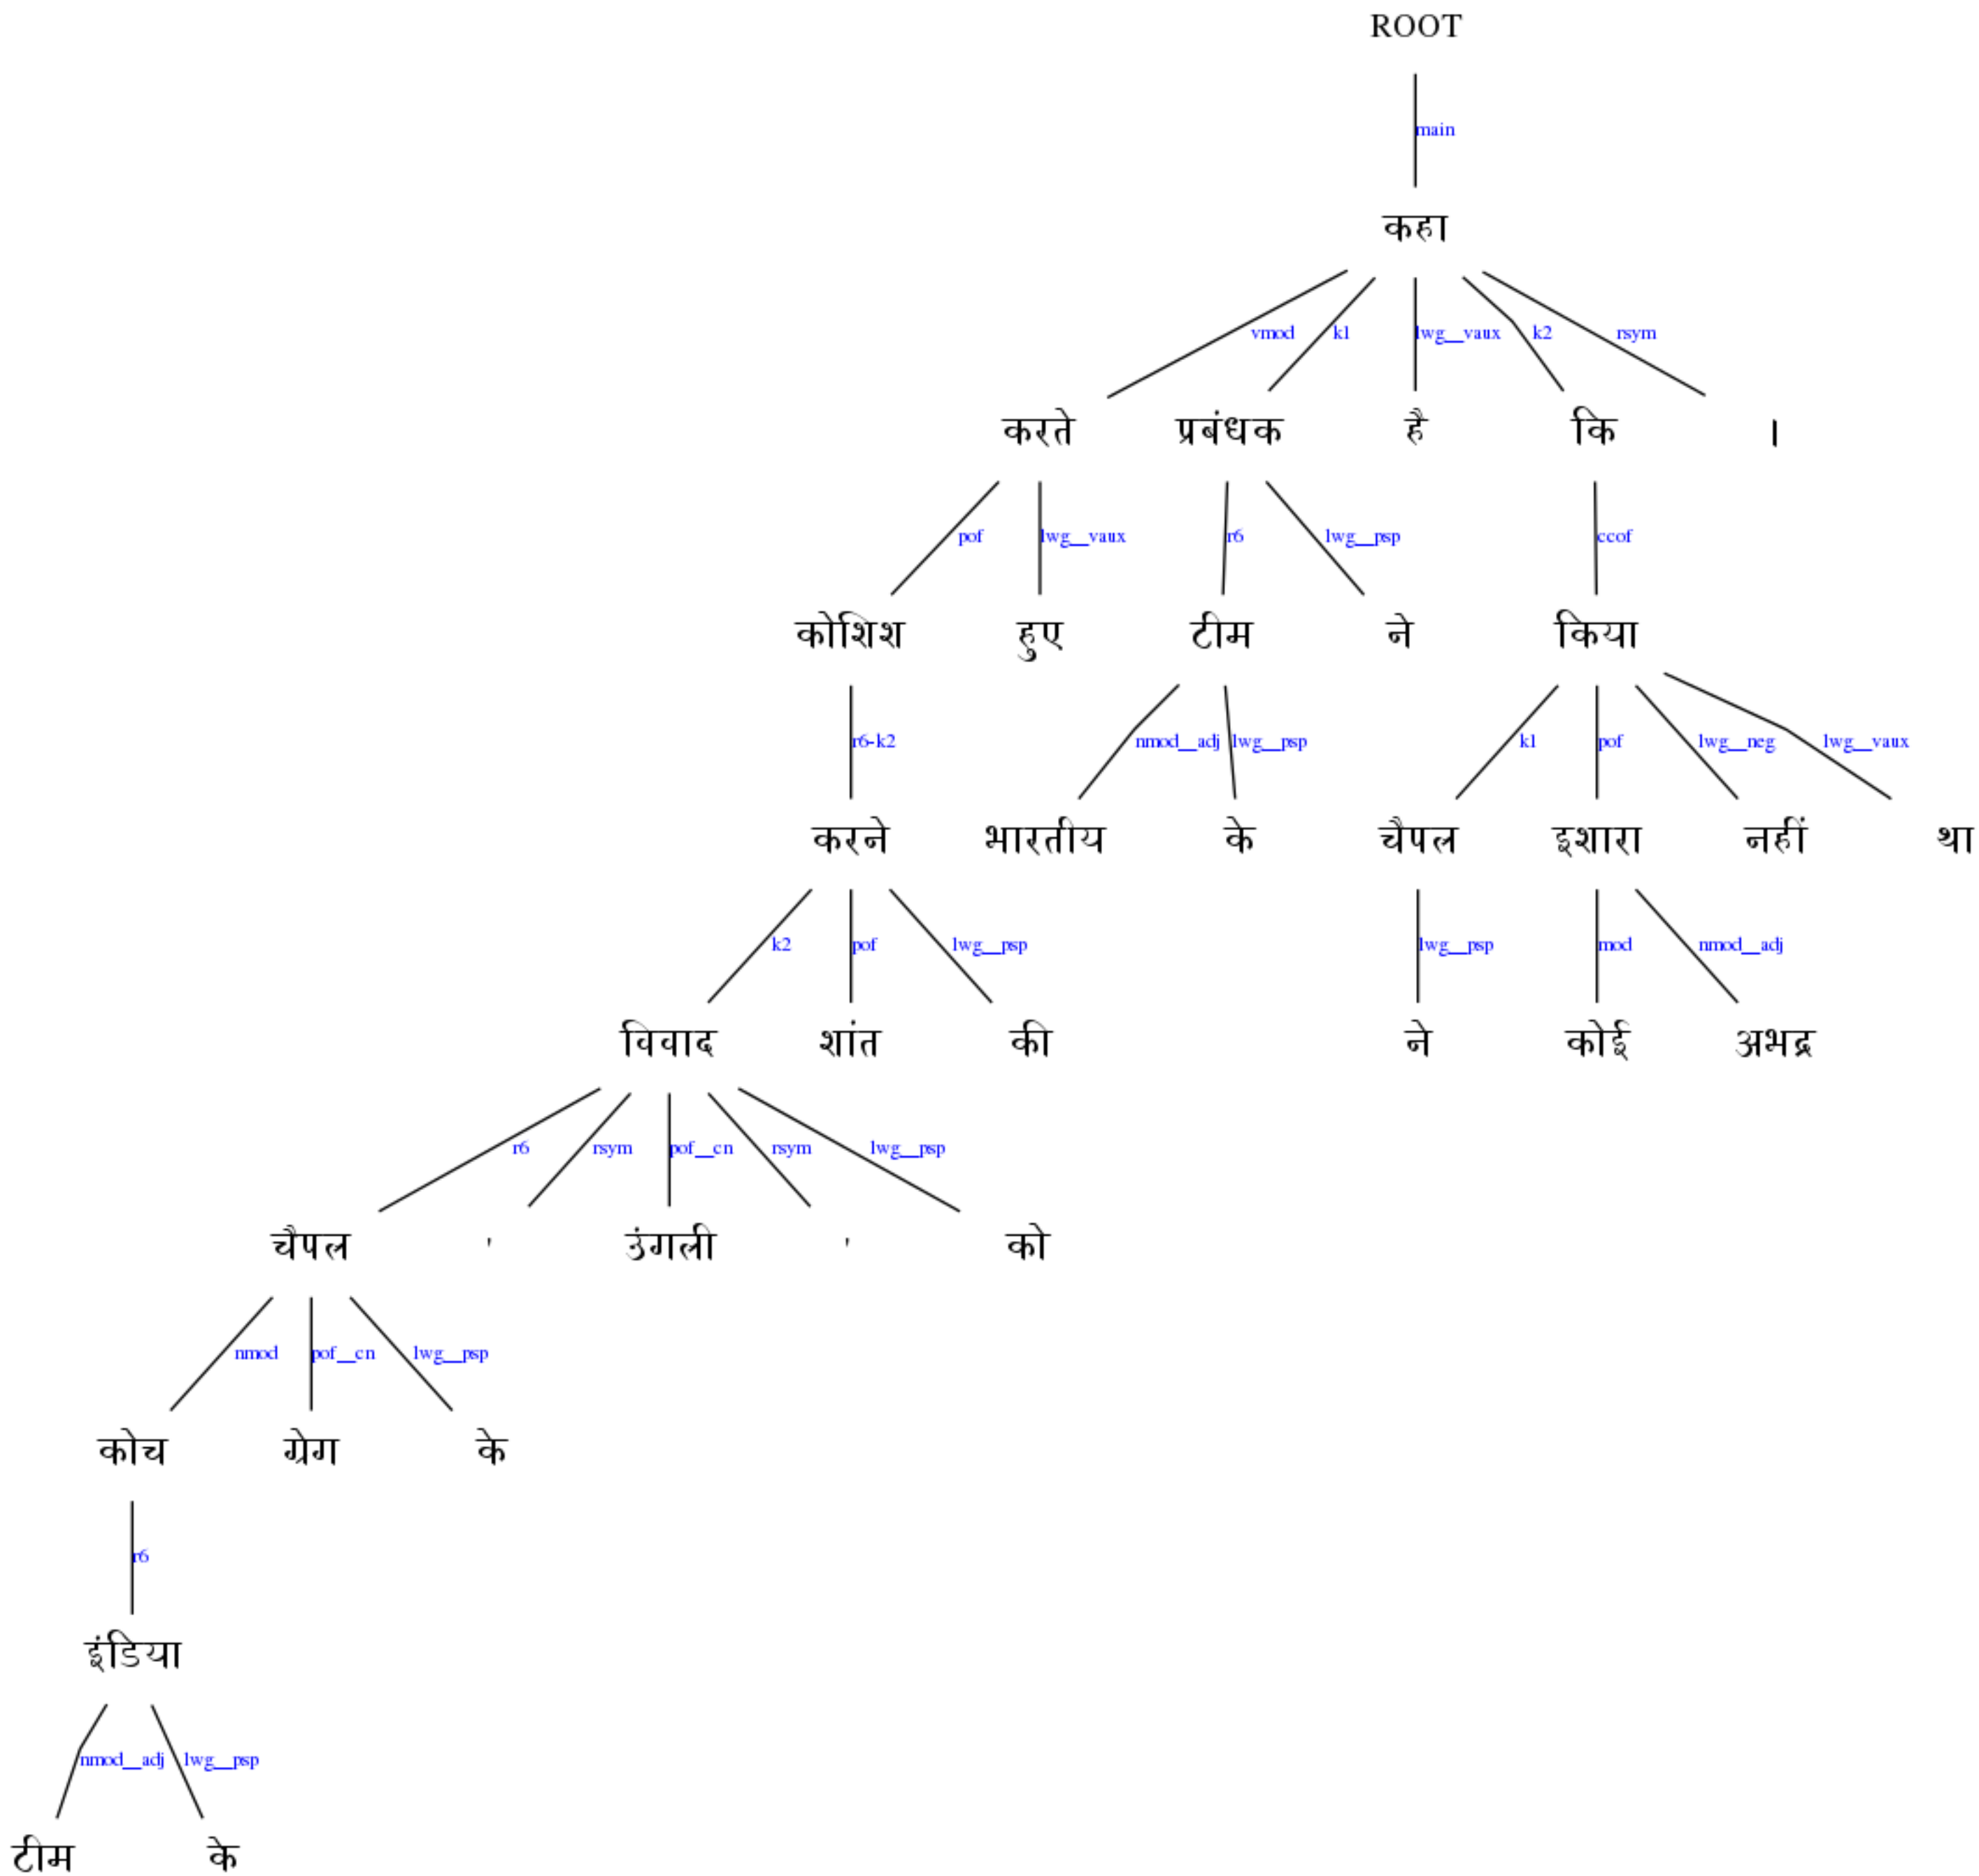 ROOT
main
कहा
vmod k1 lwg__vaux k2 rsym
करते प्रबंधक है कि ।
pof lwg__vaux r6 lwg__psp ccof
कोशिश हुए टीम ने किया
r6-k2 nmod__adj lwg__psp k1 pof lwg__neg lwg__vaux
करने भारतीय के चैपल इशारा नहीं था
k2 pof lwg__psp lwg__psp mod nmod__adj
विवाद शांत की ने कोई अभद्र
r6 rsym pof__cn rsym lwg__psp
चैपल ' उंगली ' को
nmod pof__cn lwg__psp
कोच ग्रेग के
r6
इंडिया
nmod__adj lwg__psp
टीम के